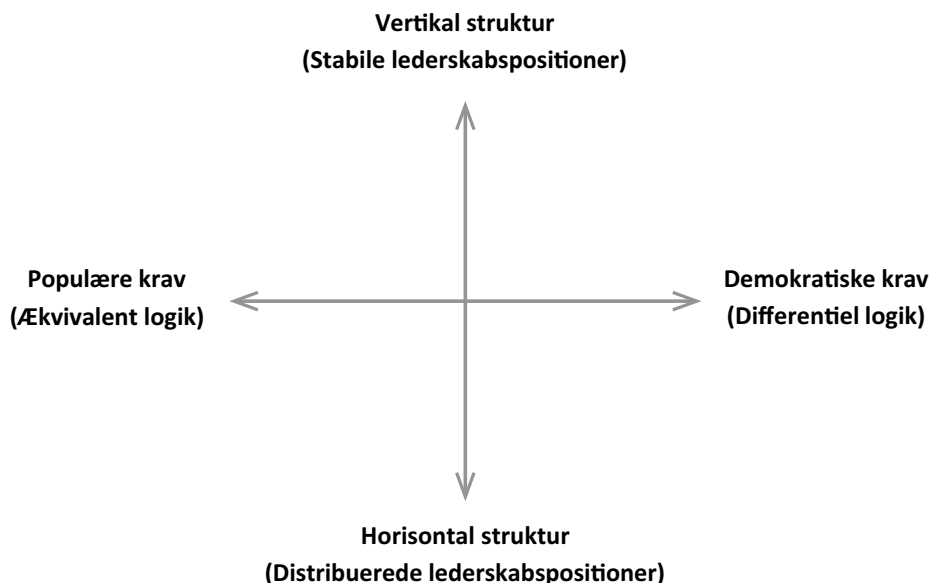 Vertikal struktur
(Stabile lederskabspositioner)
Populære krav
(Ækvivalent logik)
Demokratiske krav
(Differentiel logik)
Horisontal struktur
(Distribuerede lederskabspositioner)